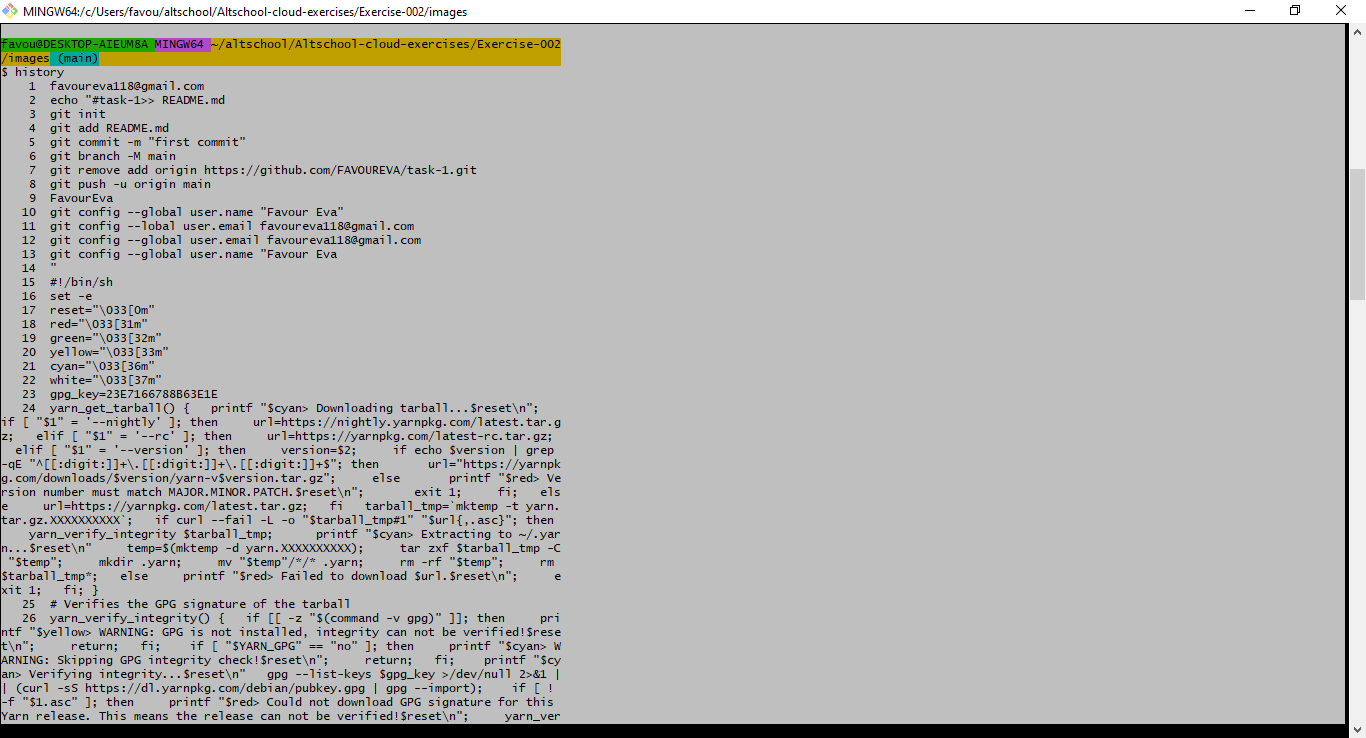 MINGW64:/c/Users/favou/altschool/Altschool-cloud-exercises/Exercise-002/images
favou@DESKTOP-AIEUM8A MINGW64 ~/altschool/Altschool-cloud-exercises/Exercise-002
/images (main)
$ history
    1  favoureva118@gmail.com
    2  echo "#task-1>> README.md
    3  git init
    4  git add README.md
    5  git commit -m "first commit"
    6  git branch -M main
    7  git remove add origin https://github.com/FAVOUREVA/task-1.git
    8  git push -u origin main
    9  FavourEva
   10  git config --global user.name "Favour Eva"
   11  git config --lobal user.email favoureva118@gmail.com
   12  git config --global user.email favoureva118@gmail.com
   13  git config --global user.name "Favour Eva
   14  "
   15  #!/bin/sh
   16  set -e
   17  reset="\033[0m"
   18  red="\033[31m"
   19  green="\033[32m"
   20  yellow="\033[33m"
   21  cyan="\033[36m"
   22  white="\033[37m"
   23  gpg_key=23E7166788B63E1E
   24  yarn_get_tarball() {   printf "$cyan> Downloading tarball...$reset\n";
if [ "$1" = '--nightly' ]; then     url=https://nightly.yarnpkg.com/latest.tar.g
z;   elif [ "$1" = '--rc' ]; then     url=https://yarnpkg.com/latest-rc.tar.gz;
  elif [ "$1" = '--version' ]; then     version=$2;     if echo $version | grep
-qE "^[[:digit:]]+\.[[:digit:]]+\.[[:digit:]]+$"; then       url="https://yarnpk
g.com/downloads/$version/yarn-v$version.tar.gz";     else       printf "$red> Ve
rsion number must match MAJOR.MINOR.PATCH.$reset\n";       exit 1;     fi;   els
e     url=https://yarnpkg.com/latest.tar.gz;   fi   tarball_tmp=`mktemp -t yarn.
tar.gz.XXXXXXXXXX`;   if curl --fail -L -o "$tarball_tmp#1" "$url{,.asc}"; then
    yarn_verify_integrity $tarball_tmp;      printf "$cyan> Extracting to ~/.yar
n...$reset\n"     temp=$(mktemp -d yarn.XXXXXXXXXX);     tar zxf $tarball_tmp -C
 "$temp";     mkdir .yarn;     mv "$temp"/*/* .yarn;     rm -rf "$temp";     rm
$tarball_tmp*;   else     printf "$red> Failed to download $url.$reset\n";     e
xit 1;   fi; }
   25  # Verifies the GPG signature of the tarball
   26  yarn_verify_integrity() {   if [[ -z "$(command -v gpg)" ]]; then     pri
ntf "$yellow> WARNING: GPG is not installed, integrity can not be verified!$rese
t\n";     return;   fi;    if [ "$YARN_GPG" == "no" ]; then     printf "$cyan> W
ARNING: Skipping GPG integrity check!$reset\n";     return;   fi;    printf "$cy
an> Verifying integrity...$reset\n"   gpg --list-keys $gpg_key >/dev/null 2>&1 |
| (curl -sS https://dl.yarnpkg.com/debian/pubkey.gpg | gpg --import);    if [ !
-f "$1.asc" ]; then     printf "$red> Could not download GPG signature for this
Yarn release. This means the release can not be verified!$reset\n";     yarn_ver